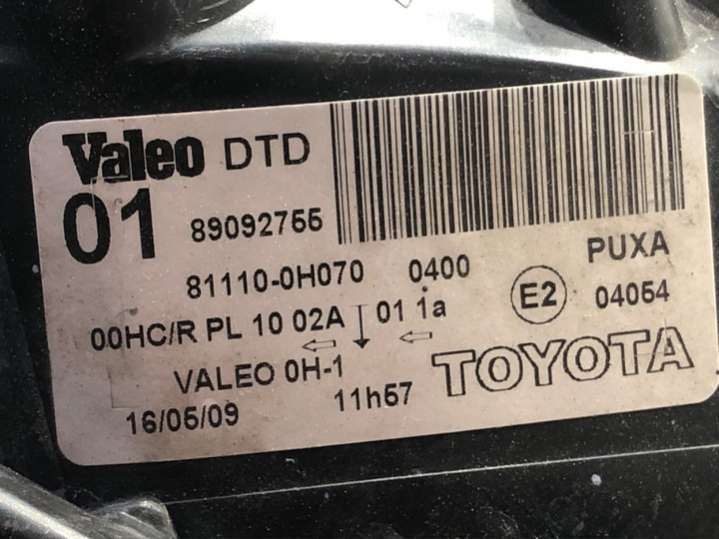 Valeo DTD
01 89092755
81110-0H070 0400 PUXA
00HC/R PL 10 02A 01 1a E2 04054
VALEO 0H-1 TOYOTA
16/05/09 11h57